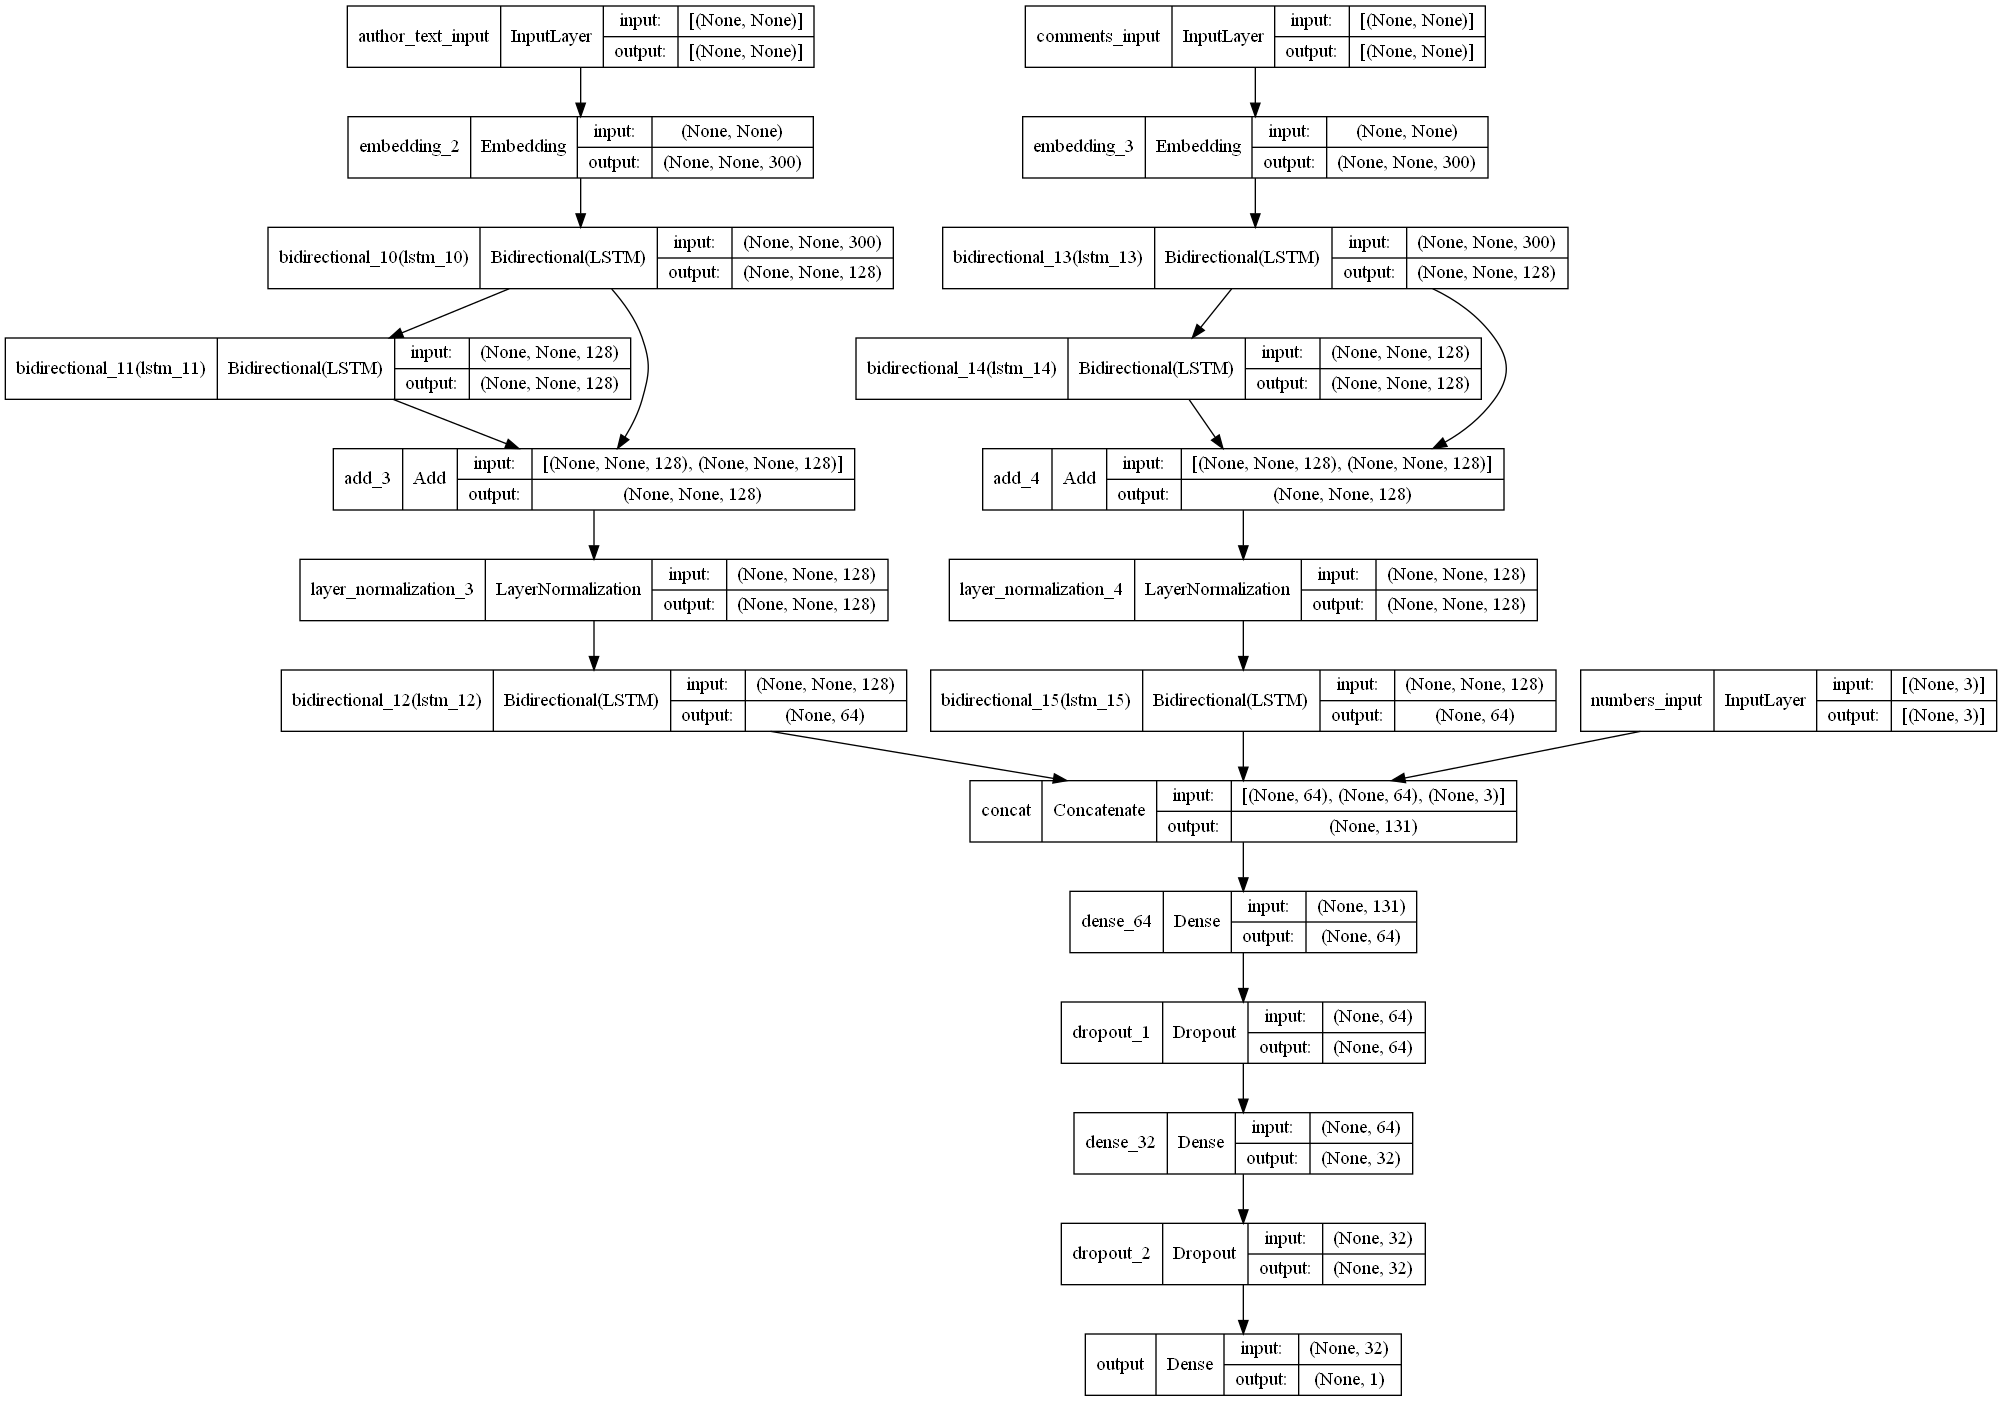 author_text_input InputLayer input: [(None, None)] output: [(None, None)]
comments_input InputLayer input: [(None, None)] output: [(None, None)]
embedding_2 Embedding input: (None, None) output: (None, None, 300)
embedding_3 Embedding input: (None, None) output: (None, None, 300)
bidirectional_10(lstm_10) Bidirectional(LSTM) input: (None, None, 300) output: (None, None, 128)
bidirectional_13(lstm_13) Bidirectional(LSTM) input: (None, None, 300) output: (None, None, 128)
bidirectional_11(lstm_11) Bidirectional(LSTM) input: (None, None, 128) output: (None, None, 128)
bidirectional_14(lstm_14) Bidirectional(LSTM) input: (None, None, 128) output: (None, None, 128)
add_3 Add input: [(None, None, 128), (None, None, 128)] output: (None, None, 128)
add_4 Add input: [(None, None, 128), (None, None, 128)] output: (None, None, 128)
layer_normalization_3 LayerNormalization input: (None, None, 128) output: (None, None, 128)
layer_normalization_4 LayerNormalization input: (None, None, 128) output: (None, None, 128)
bidirectional_12(lstm_12) Bidirectional(LSTM) input: (None, None, 128) output: (None, 64)
bidirectional_15(lstm_15) Bidirectional(LSTM) input: (None, None, 128) output: (None, 64)
numbers_input InputLayer input: [(None, 3)] output: [(None, 3)]
concat Concatenate input: [(None, 64), (None, 64), (None, 3)] output: (None, 131)
dense_64 Dense input: (None, 131) output: (None, 64)
dropout_1 Dropout input: (None, 64) output: (None, 64)
dense_32 Dense input: (None, 64) output: (None, 32)
dropout_2 Dropout input: (None, 32) output: (None, 32)
output Dense input: (None, 32) output: (None, 1)